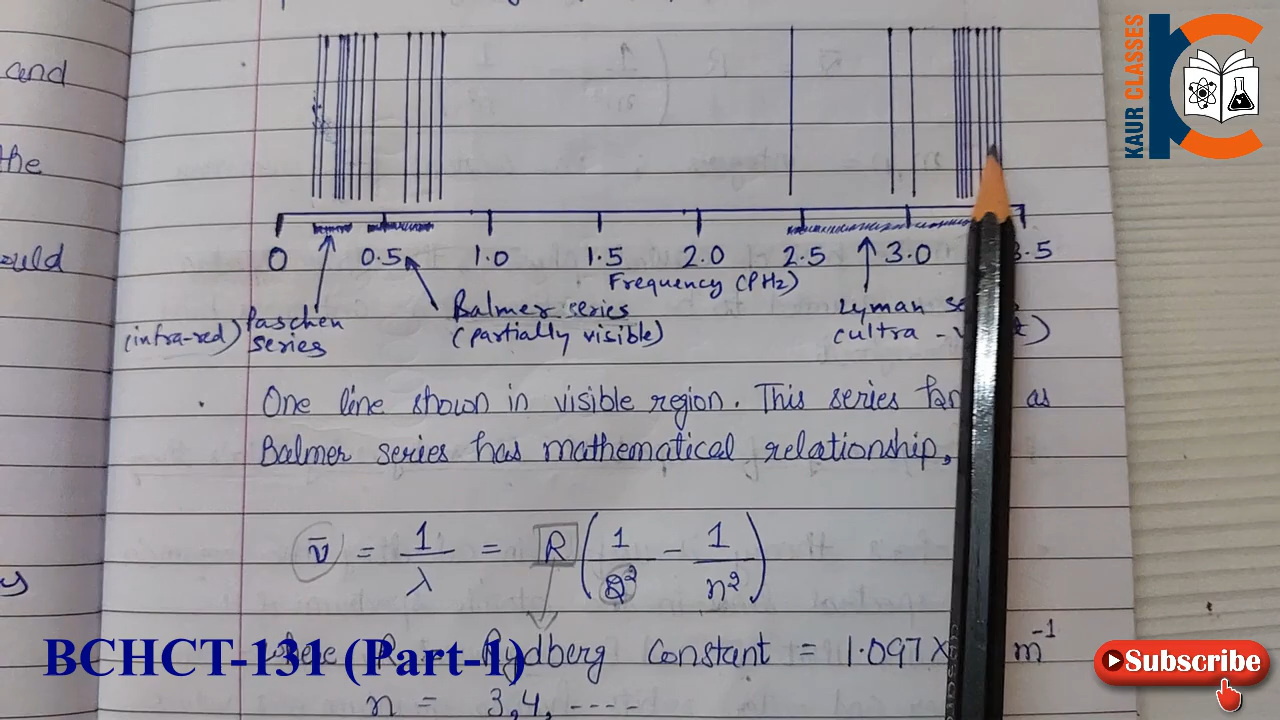 and
the
ould
KAUR CLASSES
0 0.5 1.0 1.5 2.0 2.5 3.0 3.5
Frequency (PHz)
(infra-red) Paschen series
Balmer series
(partially visible)
Lyman
(ultra -
One line shown in visible region. This series as
Balmer series has mathematical relationship,
ν̄ = 1/λ = R (1/2² - 1/n²)
R Rydberg Constant = 1.097 X m⁻¹
n = 3,4, ----
BCHCT-131 (Part-1)
Subscribe